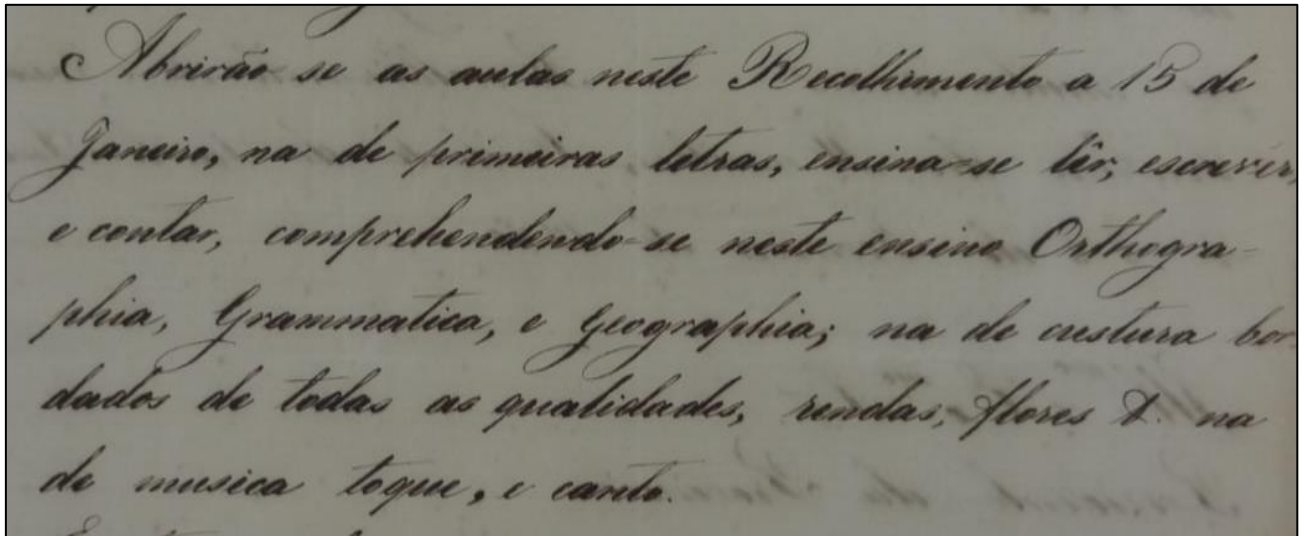 Abrirão se as aulas neste Recolhimento a 15 de
Janeiro, na de primeiras letras, ensina-se lêr, escrever,
e contar, comprehendendo-se neste ensino Orthogra-
phia, Grammatica, e Geographia; na de custura bor
dados de todas as qualidades, rendas, flores &. na
de musica toque, e canto.